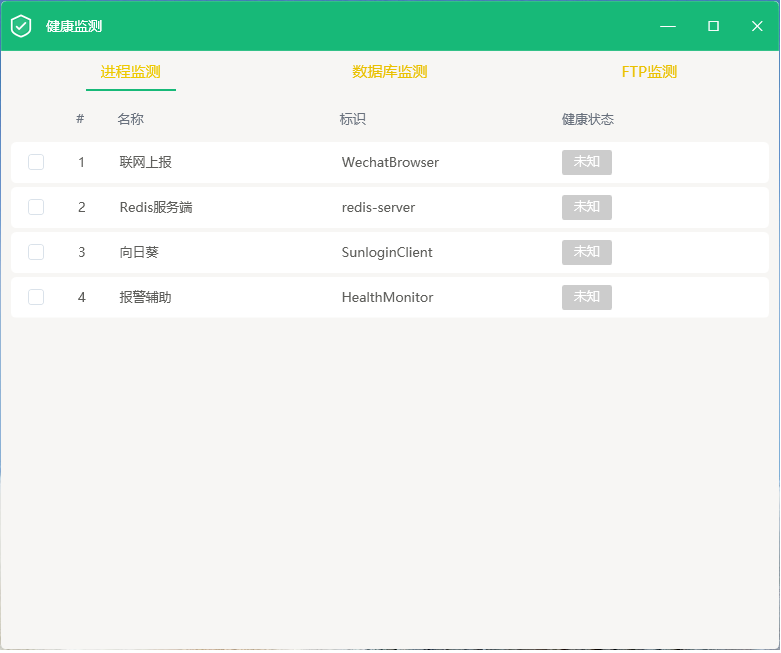 健康监测
进程监测 数据库监测 FTP监测
# 名称 标识 健康状态
1 联网上报 WechatBrowser 未知
2 Redis服务端 redis-server 未知
3 向日葵 SunloginClient 未知
4 报警辅助 HealthMonitor 未知